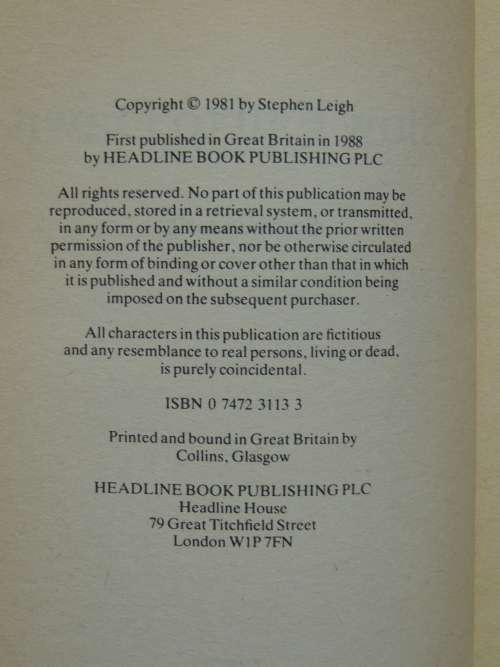 Copyright © 1981 by Stephen Leigh
First published in Great Britain in 1988
by HEADLINE BOOK PUBLISHING PLC
All rights reserved. No part of this publication may be
reproduced, stored in a retrieval system, or transmitted,
in any form or by any means without the prior written
permission of the publisher, nor be otherwise circulated
in any form of binding or cover other than that in which
it is published and without a similar condition being
imposed on the subsequent purchaser.
All characters in this publication are fictitious
and any resemblance to real persons, living or dead,
is purely coincidental.
ISBN 0 7472 3113 3
Printed and bound in Great Britain by
Collins, Glasgow
HEADLINE BOOK PUBLISHING PLC
Headline House
79 Great Titchfield Street
London W1P 7FN